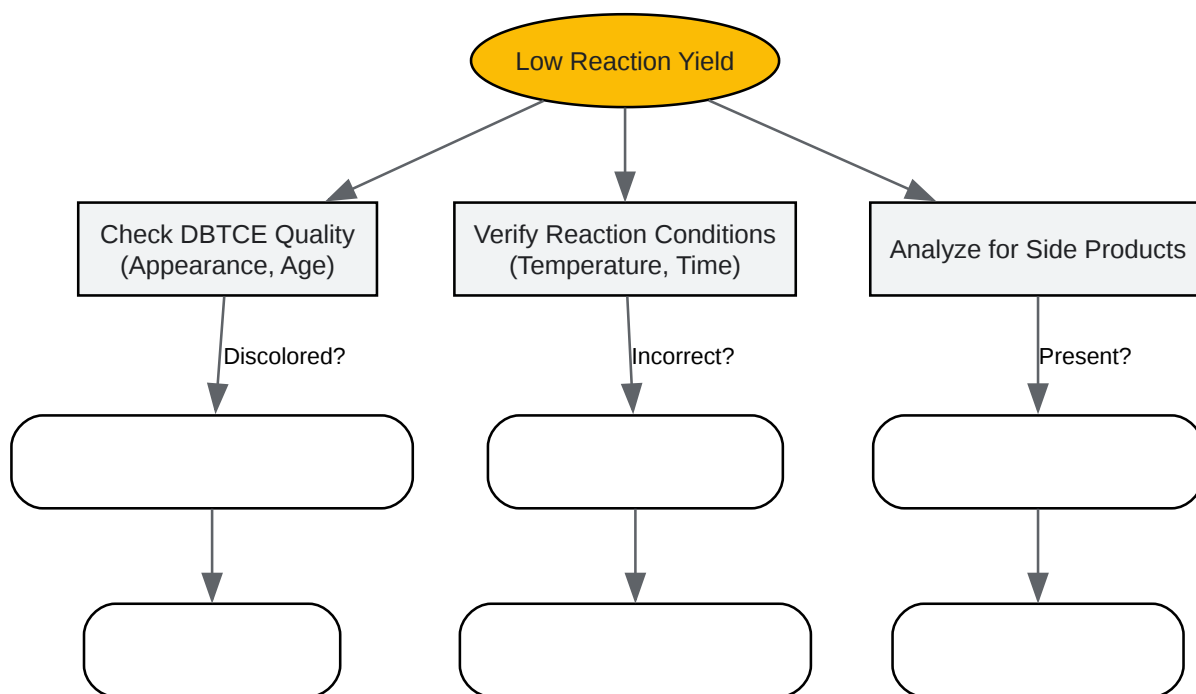 Low Reaction Yield
Check DBTCE Quality
(Appearance, Age)
Verify Reaction Conditions
(Temperature, Time)
Analyze for Side Products
Discolored?
Incorrect?
Present?